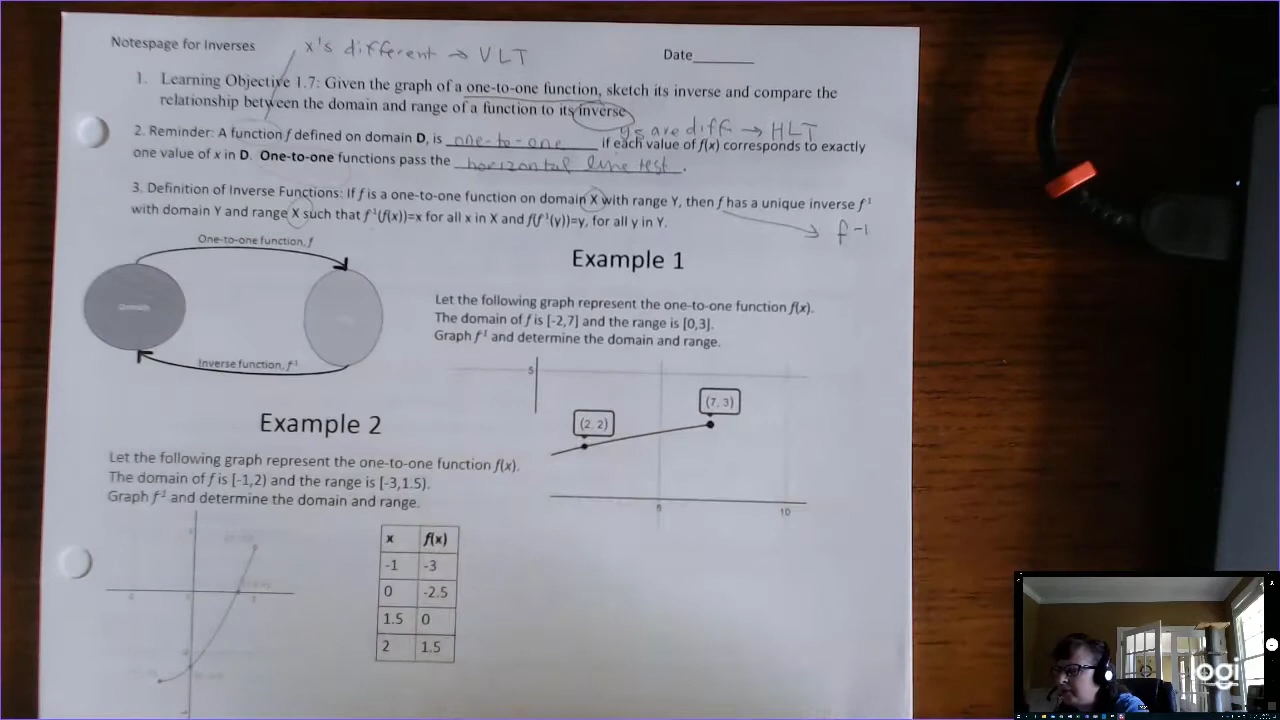 Notespage for Inverses
x's different → VLT
Date
1. Learning Objective 1.7: Given the graph of a one-to-one function, sketch its inverse and compare the
relationship between the domain and range of a function to its inverse
y's are diff → HLT
2. Reminder: A function f defined on domain D, is one-to-one if each value of f(x) corresponds to exactly
one value of x in D. One-to-one functions pass the horizontal line test.
3. Definition of Inverse Functions: If f is a one-to-one function on domain X with range Y, then f has a unique inverse f⁻¹
with domain Y and range X such that f⁻¹(f(x))=x for all x in X and f(f⁻¹(y))=y, for all y in Y.
f⁻¹
One-to-one function, f
Inverse function, f⁻¹
Example 1
Let the following graph represent the one-to-one function f(x).
The domain of f is [-2,7] and the range is [0,3].
Graph f⁻¹ and determine the domain and range.
5
(7, 3)
(2, 2)
5
10
Example 2
Let the following graph represent the one-to-one function f(x).
The domain of f is [-1,2) and the range is [-3,1.5).
Graph f⁻¹ and determine the domain and range.
x f(x)
-1 -3
0 -2.5
1.5 0
2 1.5
logi